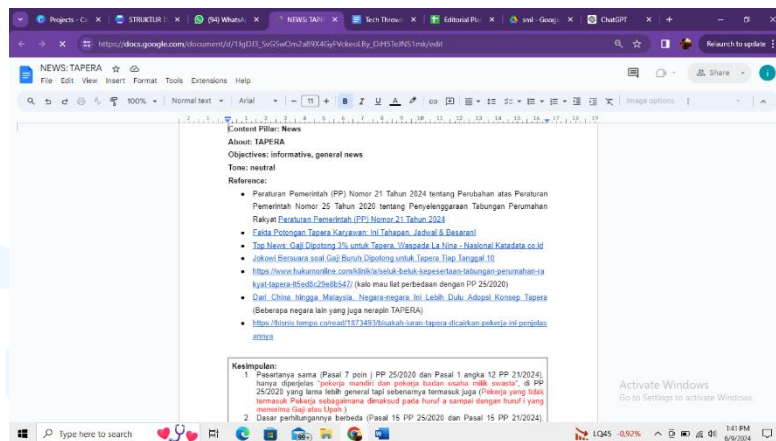 Projects - Ca
STRUKTUR
(94) WhatsA
NEWS: TAPE
Tech Throwi
Editorial Pla
sml - Googl
ChatGPT
Relaunch to update
NEWS:TAPERA
File Edit View Insert Format Tools Extensions Help
Share
100% Normal text Arial 11 B I U A Image options
Content Pillar: News
About: TAPERA
Objectives: informative, general news
Tone: neutral
Reference:
Peraturan Pemerintah (PP) Nomor 21 Tahun 2024 tentang Perubahan atas Peraturan
Pemerintah Nomor 25 Tahun 2020 tentang Penyelenggaraan Tabungan Perumahan
Rakyat Peraturan Pemerintah (PP) Nomor 21 Tahun 2024
Fakta Potongan Tapera Karyawan: Ini Tahapan, Jadwal & Besaran!
Top News: Gaji Dipotong 3% untuk Tapera, Waspada La Nina - Nasional Katadata.co.id
Jokowi Bersuara soal Gaji Buruh Dipotong untuk Tapera Tiap Tanggal 10
https://www.hukumonline.com/klinik/a/seluk-beluk-kepesertaan-tabungan-perumahan-ra
kyat-tapera-lt5ed8c29e8b547/ (kalo mau liat perbedaan dengan PP 25/2020)
Dari China hingga Malaysia, Negara-negara Ini Lebih Dulu Adopsi Konsep Tapera
(Beberapa negara lain yang juga nerapin TAPERA)
https://bisnis.tempo.co/read/1873493/bisakah-iuran-tapera-dicairkan-pekerja-ini-penjelas
annya
Kesimpulan:
1. Pesertanya sama (Pasal 7 poin j PP 25/2020 dan Pasal 1 angka 12 PP 21/2024),
hanya diperjelas "pekerja mandiri dan pekerja badan usaha milik swasta", di PP
25/2020 yang lama lebih general tapi sebenarnya termasuk juga (Pekerja yang tidak
termasuk Pekerja sebagaimana dimaksud pada huruf a sampai dengan huruf i yang
menerima Gaji atau Upah.)
2. Dasar perhitungannya berbeda (Pasal 15 PP 25/2020 dan Pasal 15 PP 21/2024).
Activate Windows
Go to Settings to activate Windows.
Type here to search
99+
LQ45 -0,92%
1:41 PM
6/9/2024